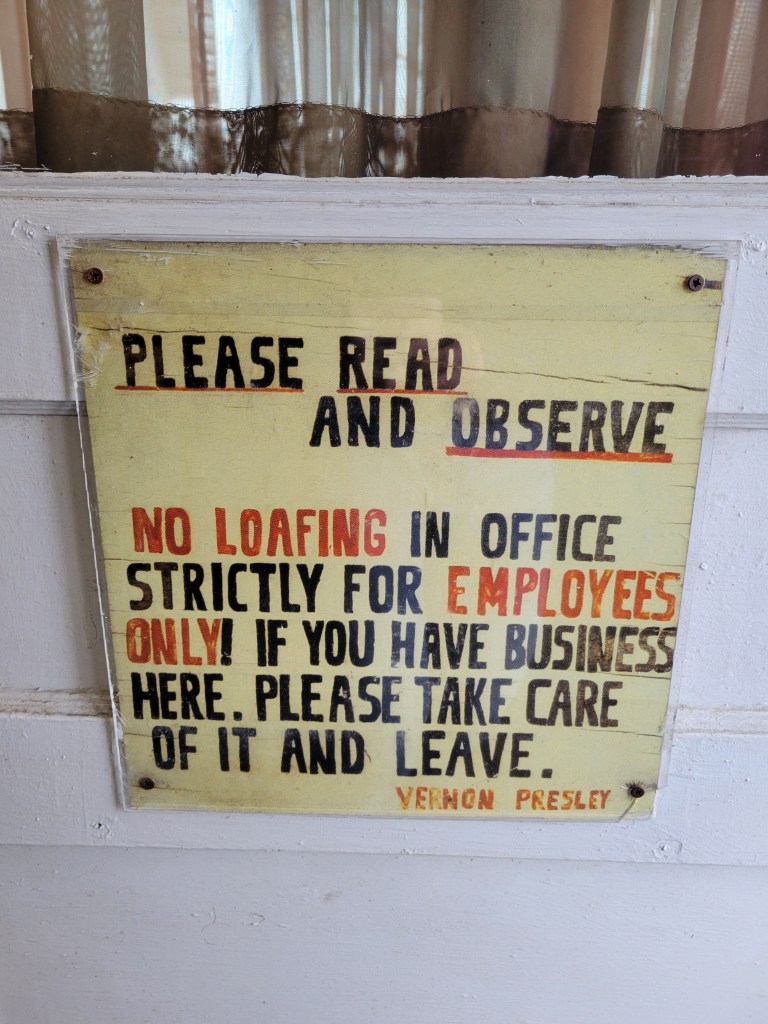 PLEASE READ
AND OBSERVE
NO LOAFING IN OFFICE
STRICTLY FOR EMPLOYEES
ONLY! IF YOU HAVE BUSINESS
HERE. PLEASE TAKE CARE
OF IT AND LEAVE.
VERNON PRESLEY